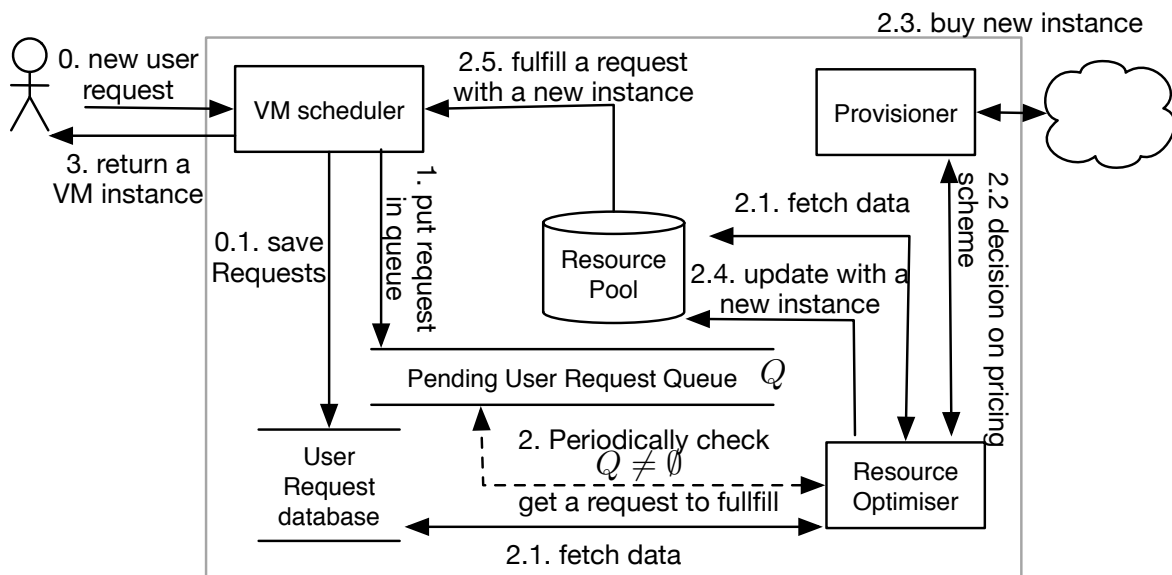 2.3. buy new instance
0. new user
request
VM scheduler
2.5. fulfill a request
with a new instance
Provisioner
3. return a
VM instance
0.1. save
Requests
1. put request
in queue
Resource
Pool
2.1. fetch data
2.4. update with a
new instance
2.2 decision on pricing
scheme
Pending User Request Queue Q
2. Periodically check
Q ≠ ∅
get a request to fullfill
User
Request
database
Resource
Optimiser
2.1. fetch data